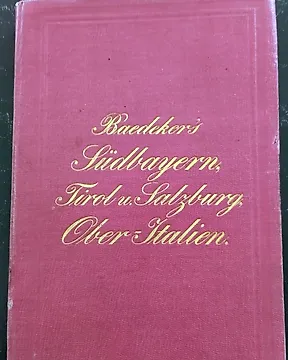 Baedeker's
Südbayern,
Tirol u. Salzburg,
Ober-Italien.